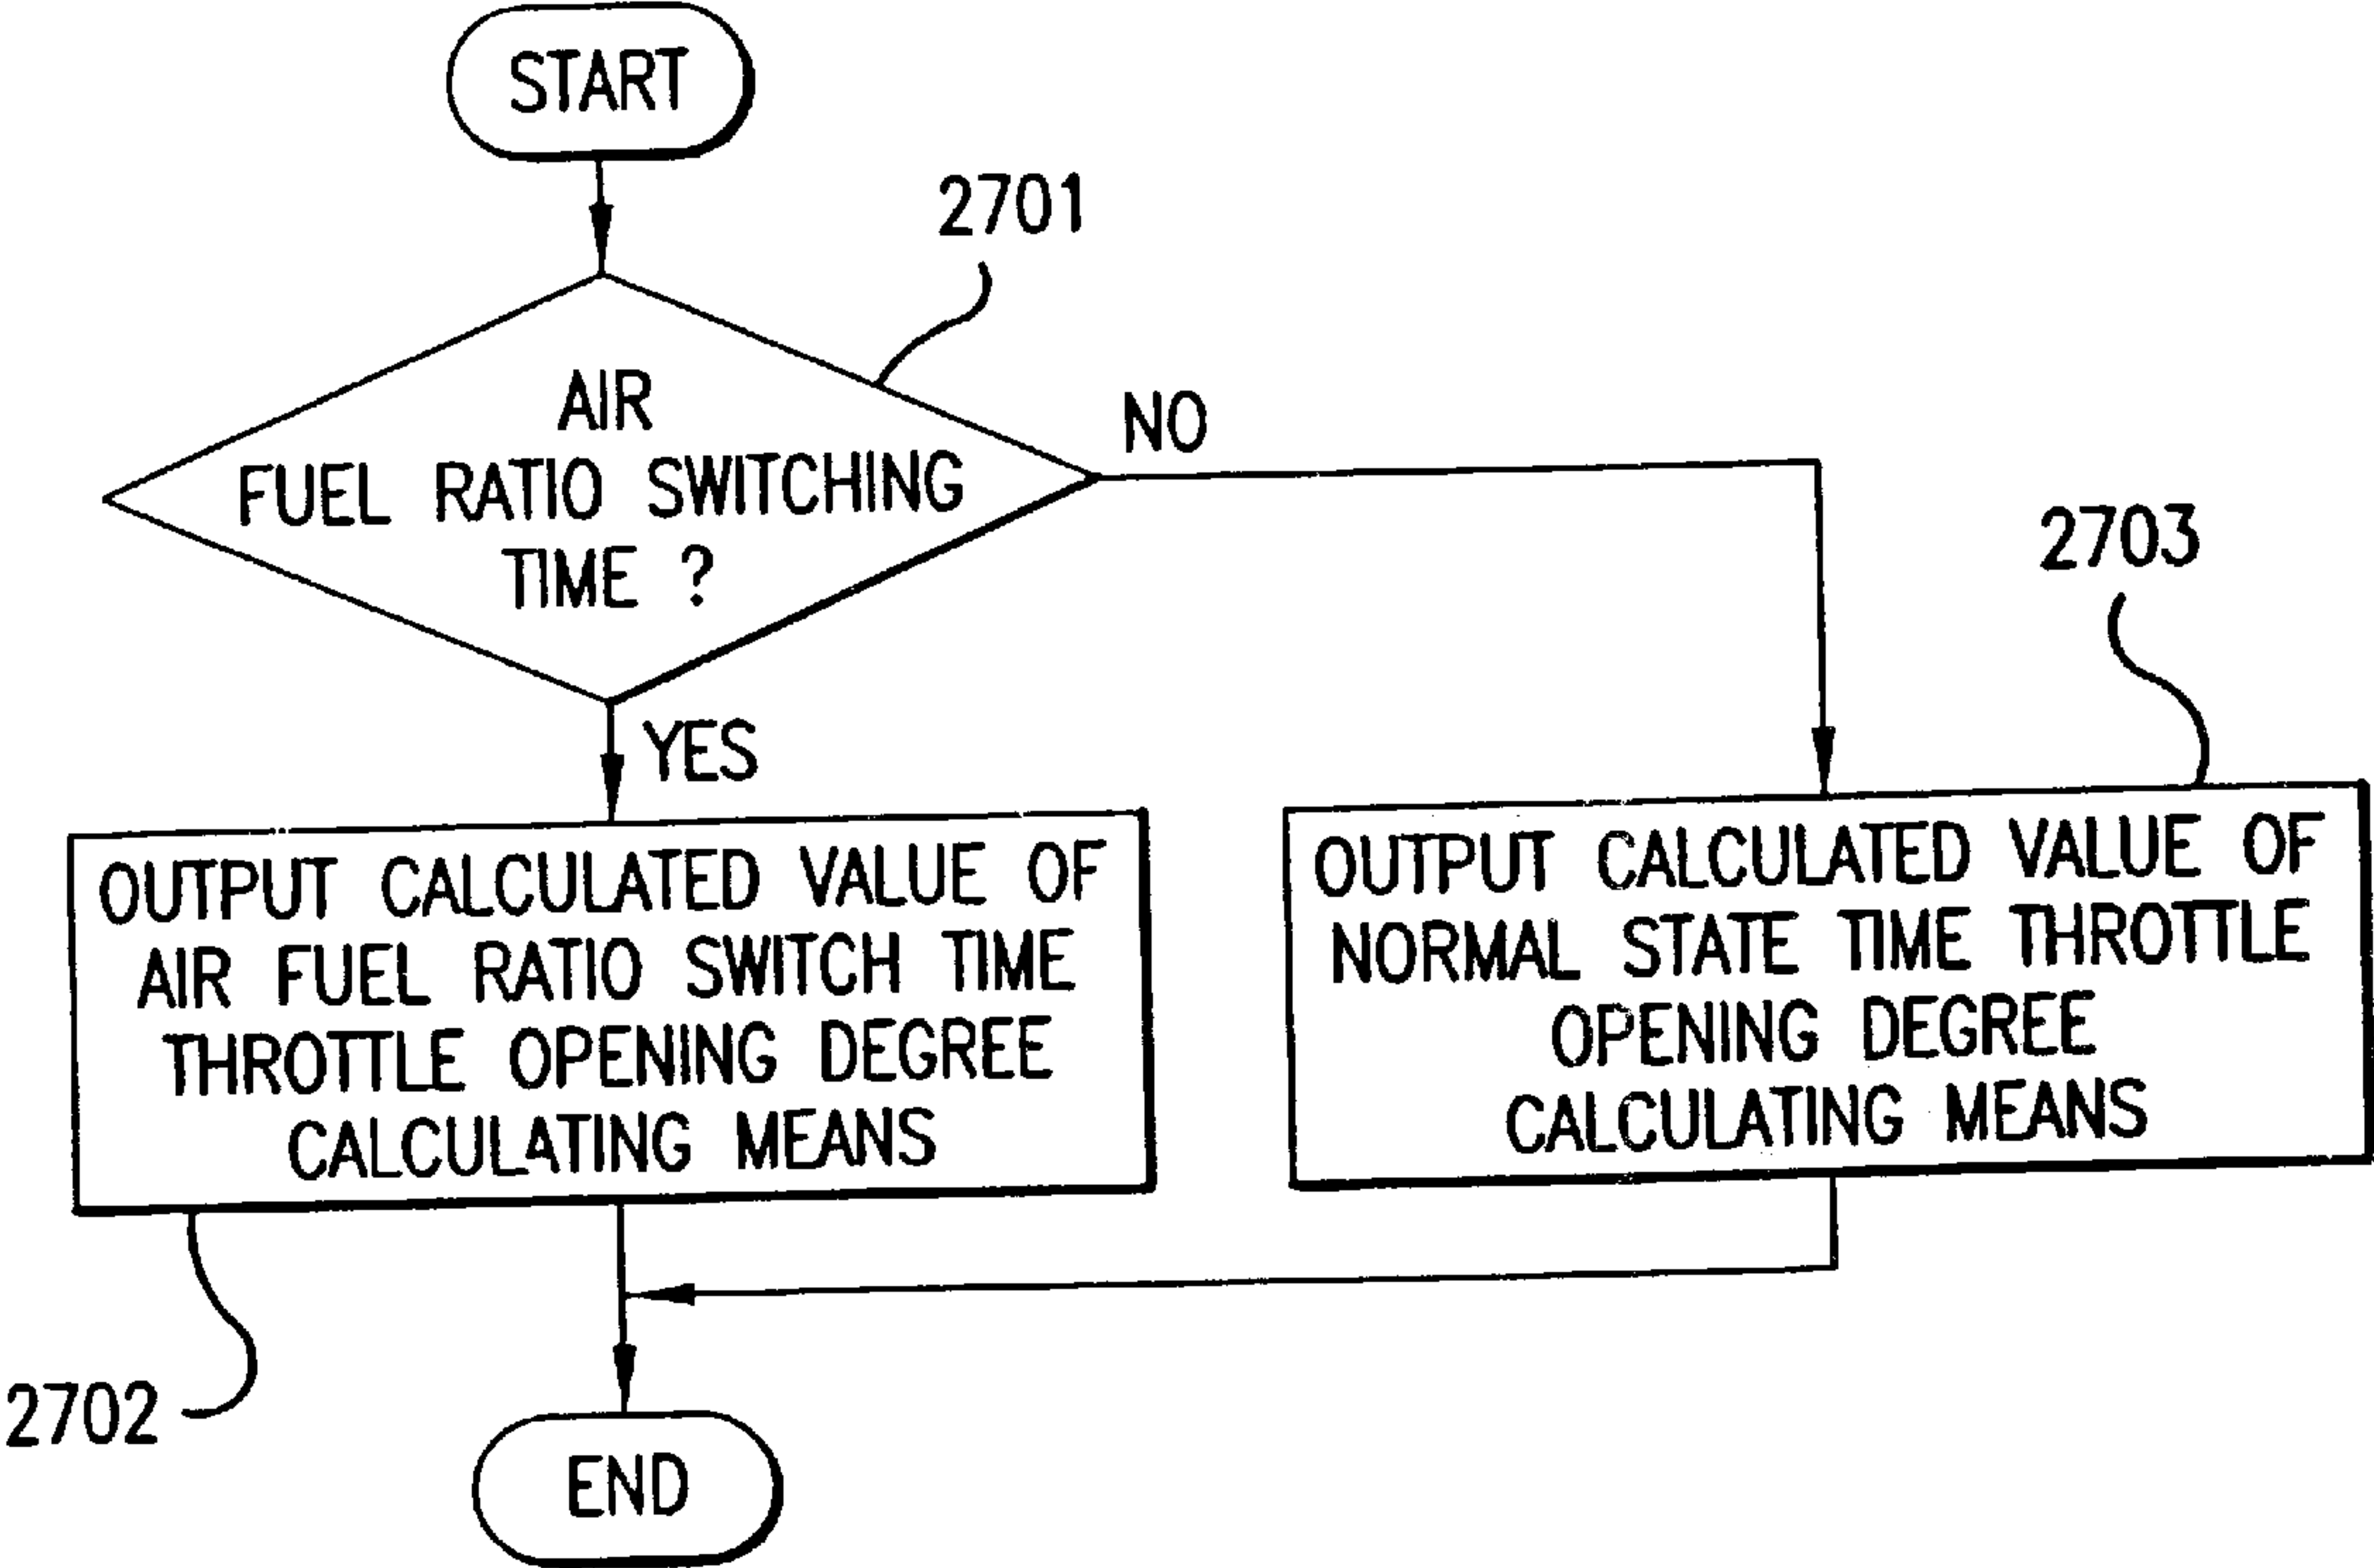 START
2701
AIR
FUEL RATIO SWITCHING
TIME ?
NO
YES
2703
OUTPUT CALCULATED VALUE OF
AIR FUEL RATIO SWITCH TIME
THROTTLE OPENING DEGREE
CALCULATING MEANS
OUTPUT CALCULATED VALUE OF
NORMAL STATE TIME THROTTLE
OPENING DEGREE
CALCULATING MEANS
2702
END